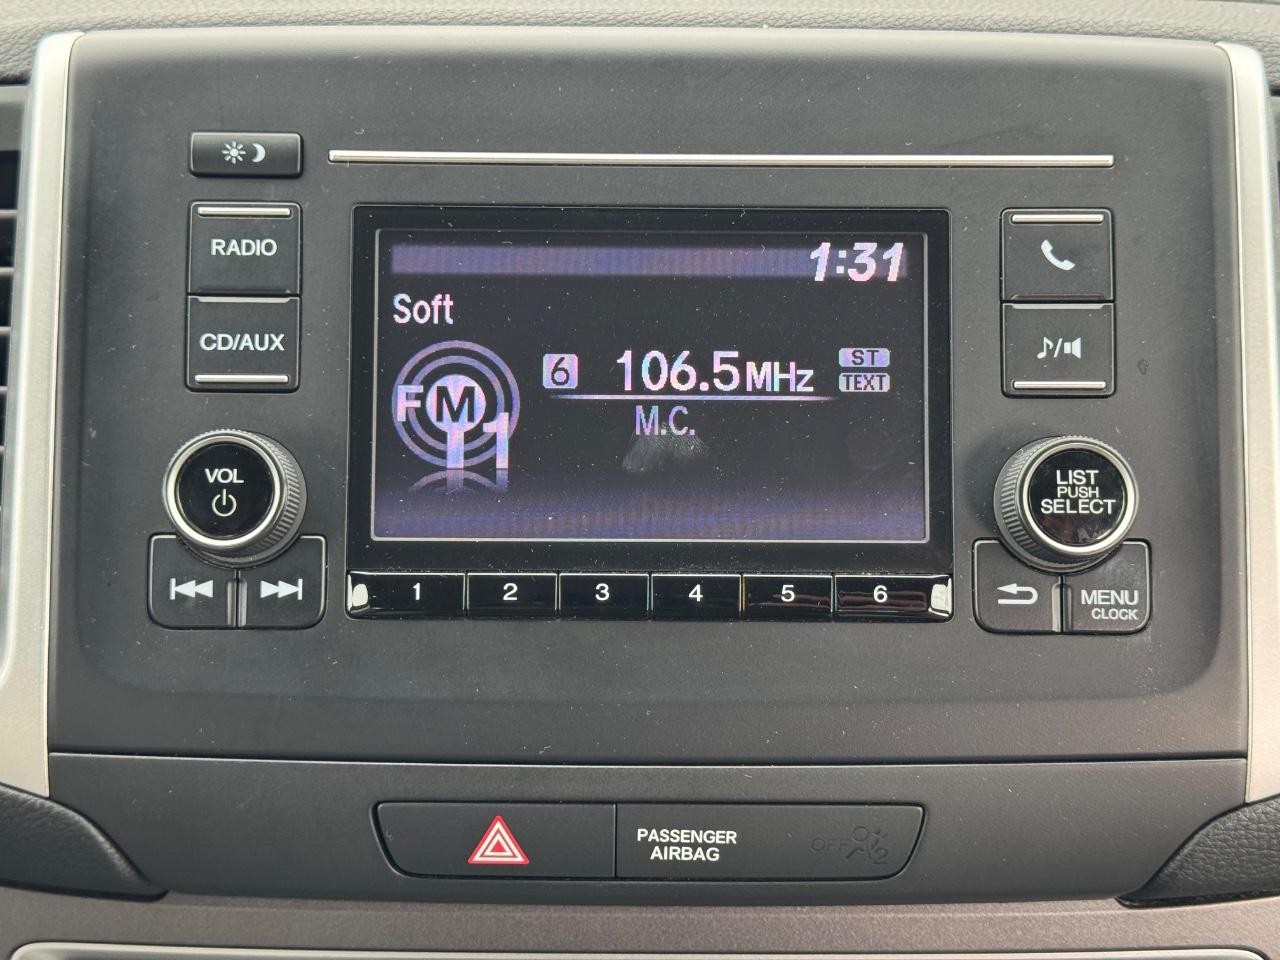 1:31
RADIO
Soft
CD/AUX
6 106.5MHz ST
TEXT
FM
1
M.C.
VOL
LIST
PUSH
SELECT
1 2 3 4 5 6
MENU
CLOCK
PASSENGER
AIRBAG
OFF 2